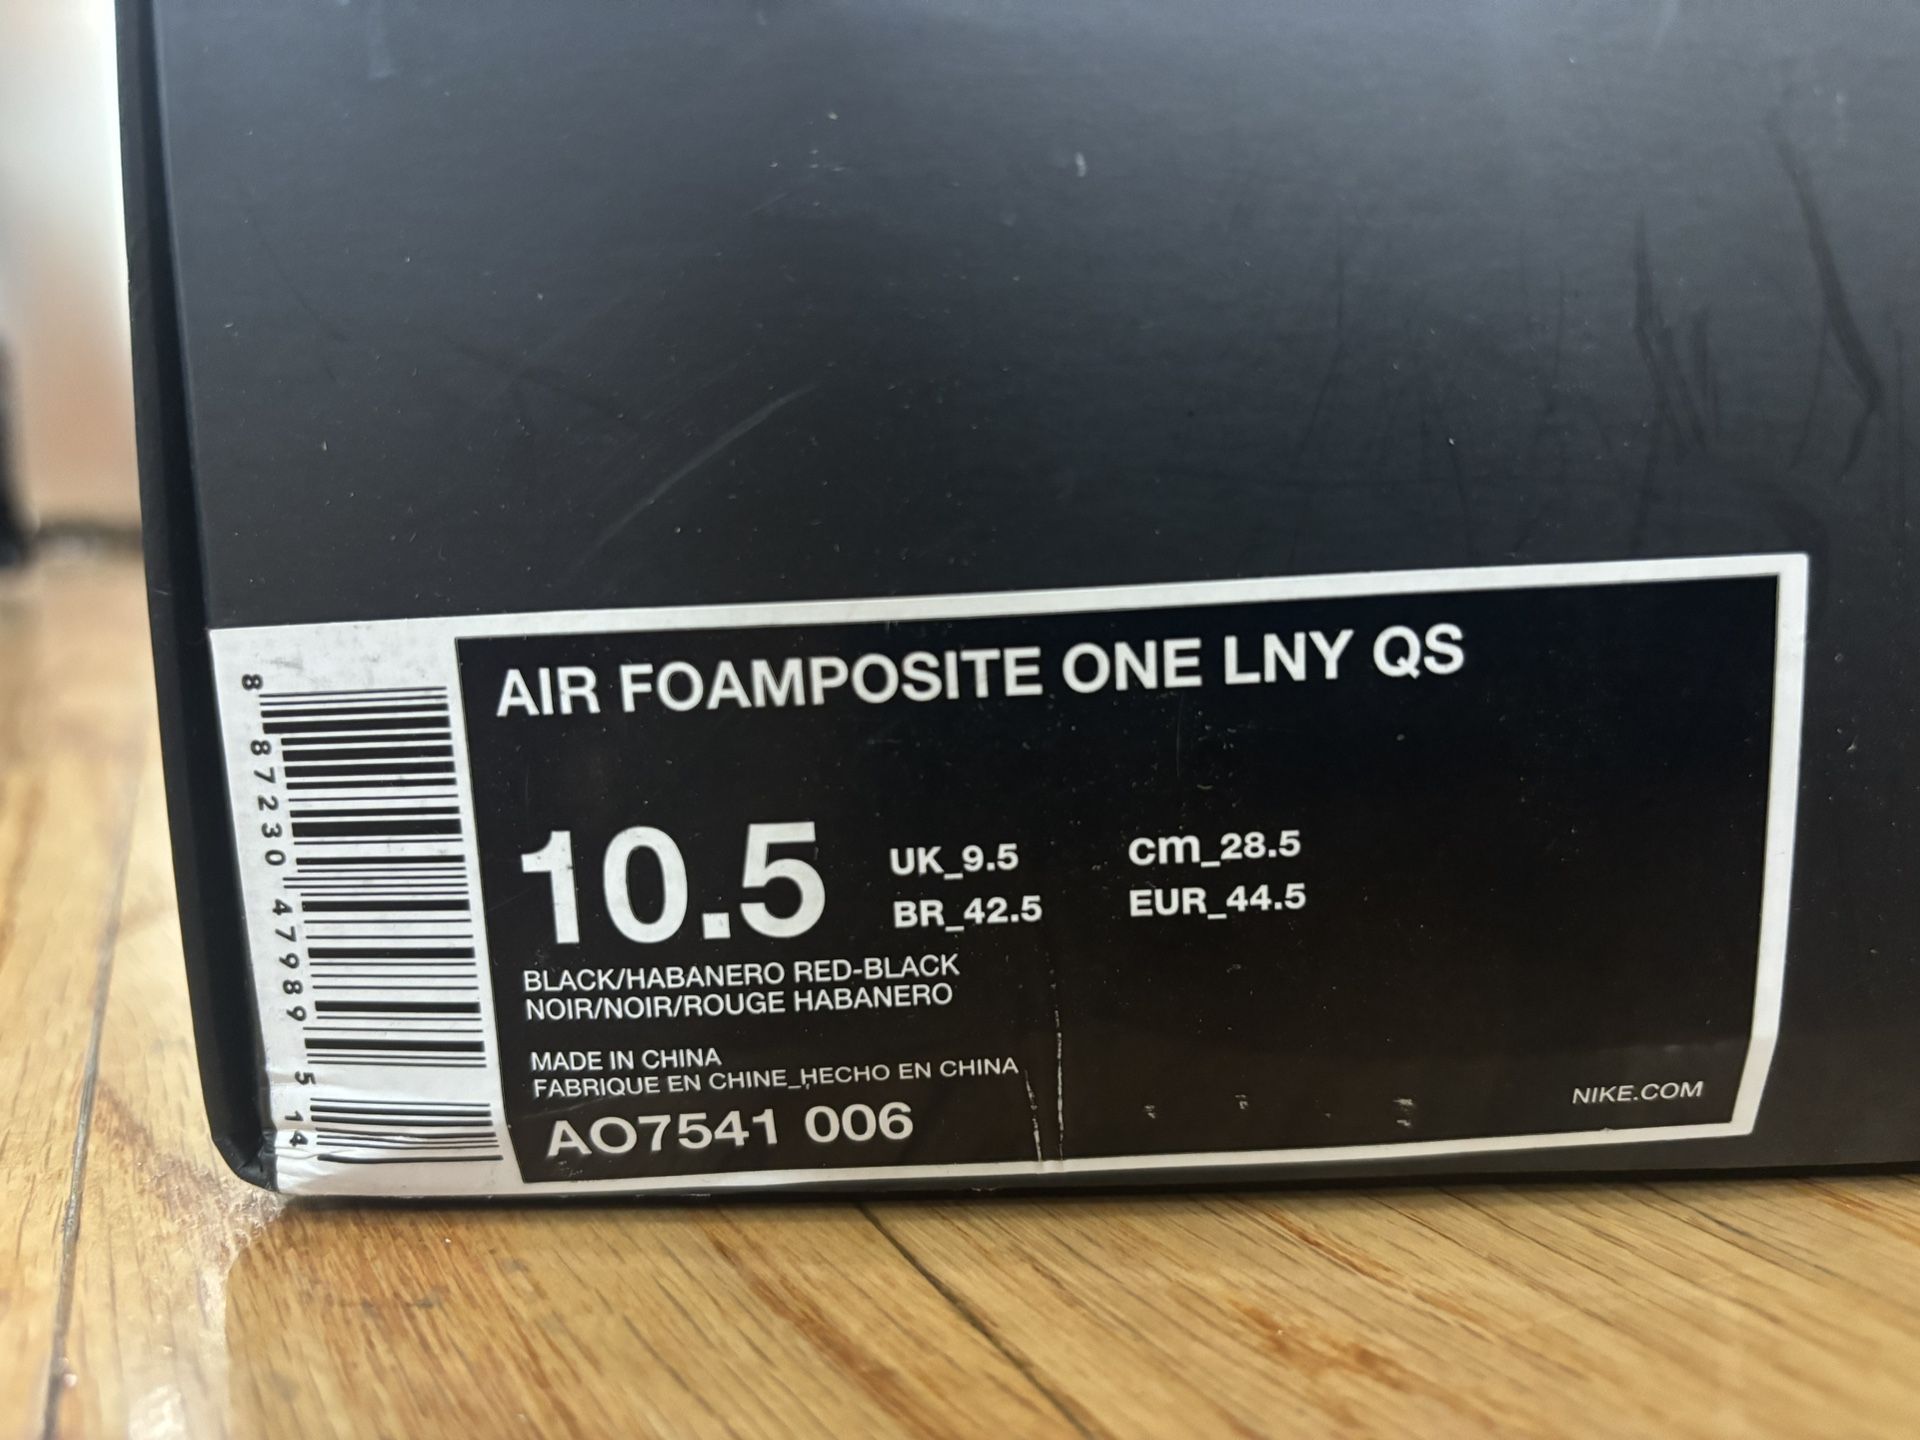 AIR FOAMPOSITE ONE LNY QS
10.5
UK_9.5 cm_28.5
BR_42.5 EUR_44.5
BLACK/HABANERO RED-BLACK
NOIR/NOIR/ROUGE HABANERO
MADE IN CHINA
FABRIQUE EN CHINE_HECHO EN CHINA
AO7541 006
NIKE.COM
8 87230 47989 5 14